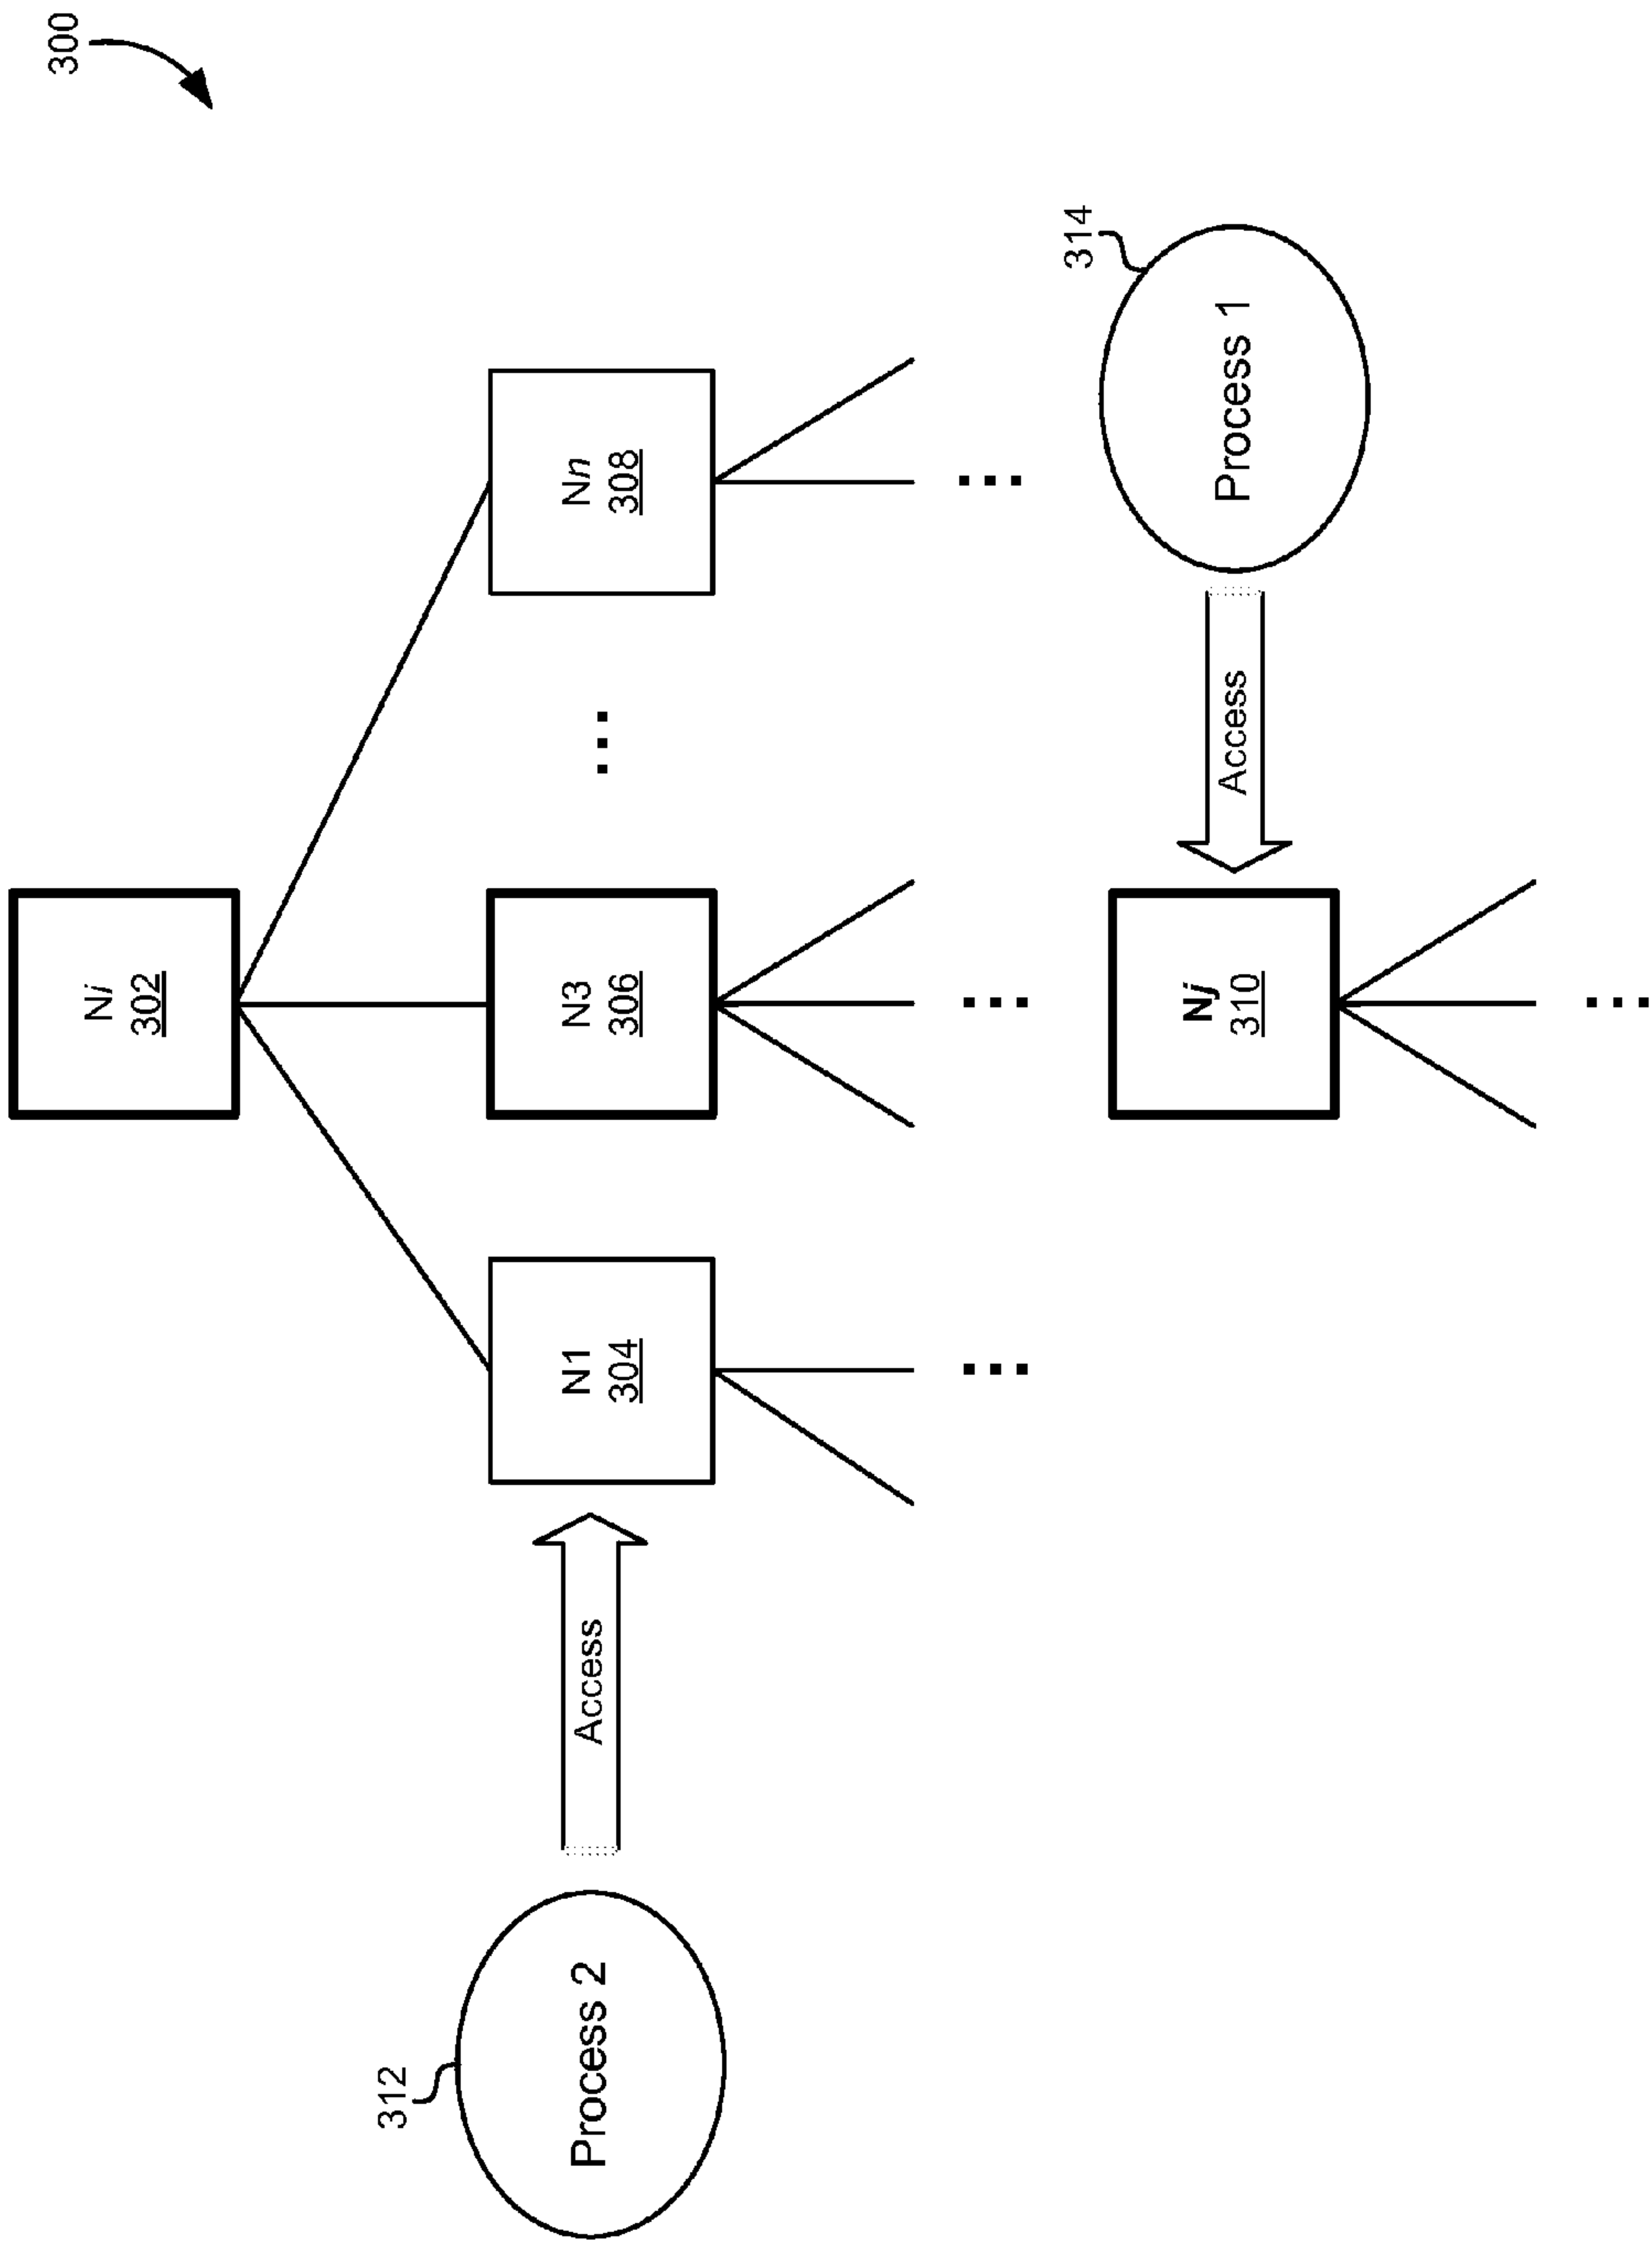 300
Ni
302
N1
304
N3
306
...
Nn
308
...
...
...
312
Process 2
Access
Nj
310
Access
Process 1
314
...